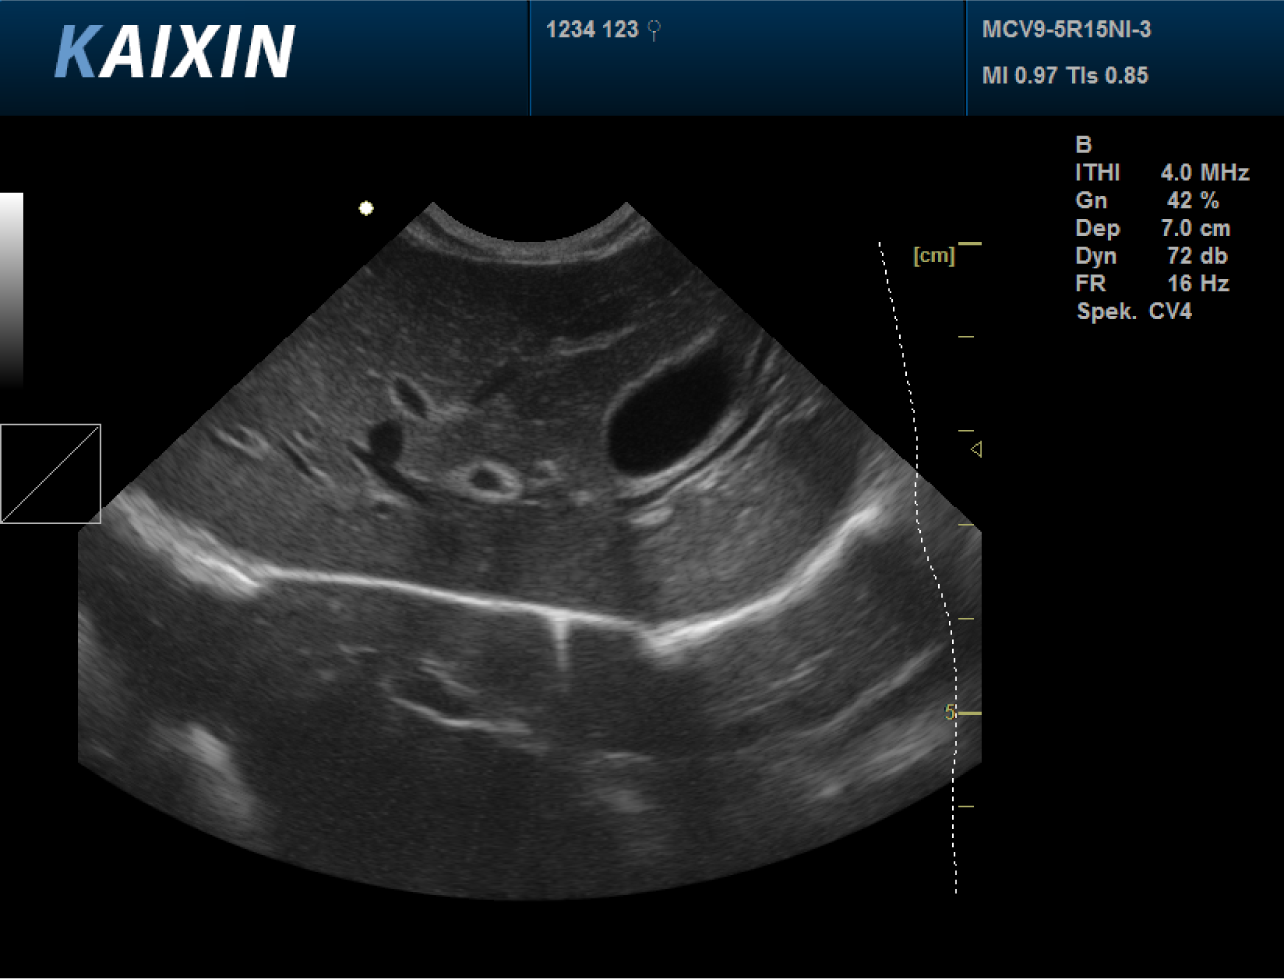 KAIXIN
1234 123 ♀
MCV9-5R15NI-3
MI 0.97 TIs 0.85
B
ITHI 4.0 MHz
Gn 42 %
Dep 7.0 cm
Dyn 72 db
FR 16 Hz
Spek. CV4
[cm]
5